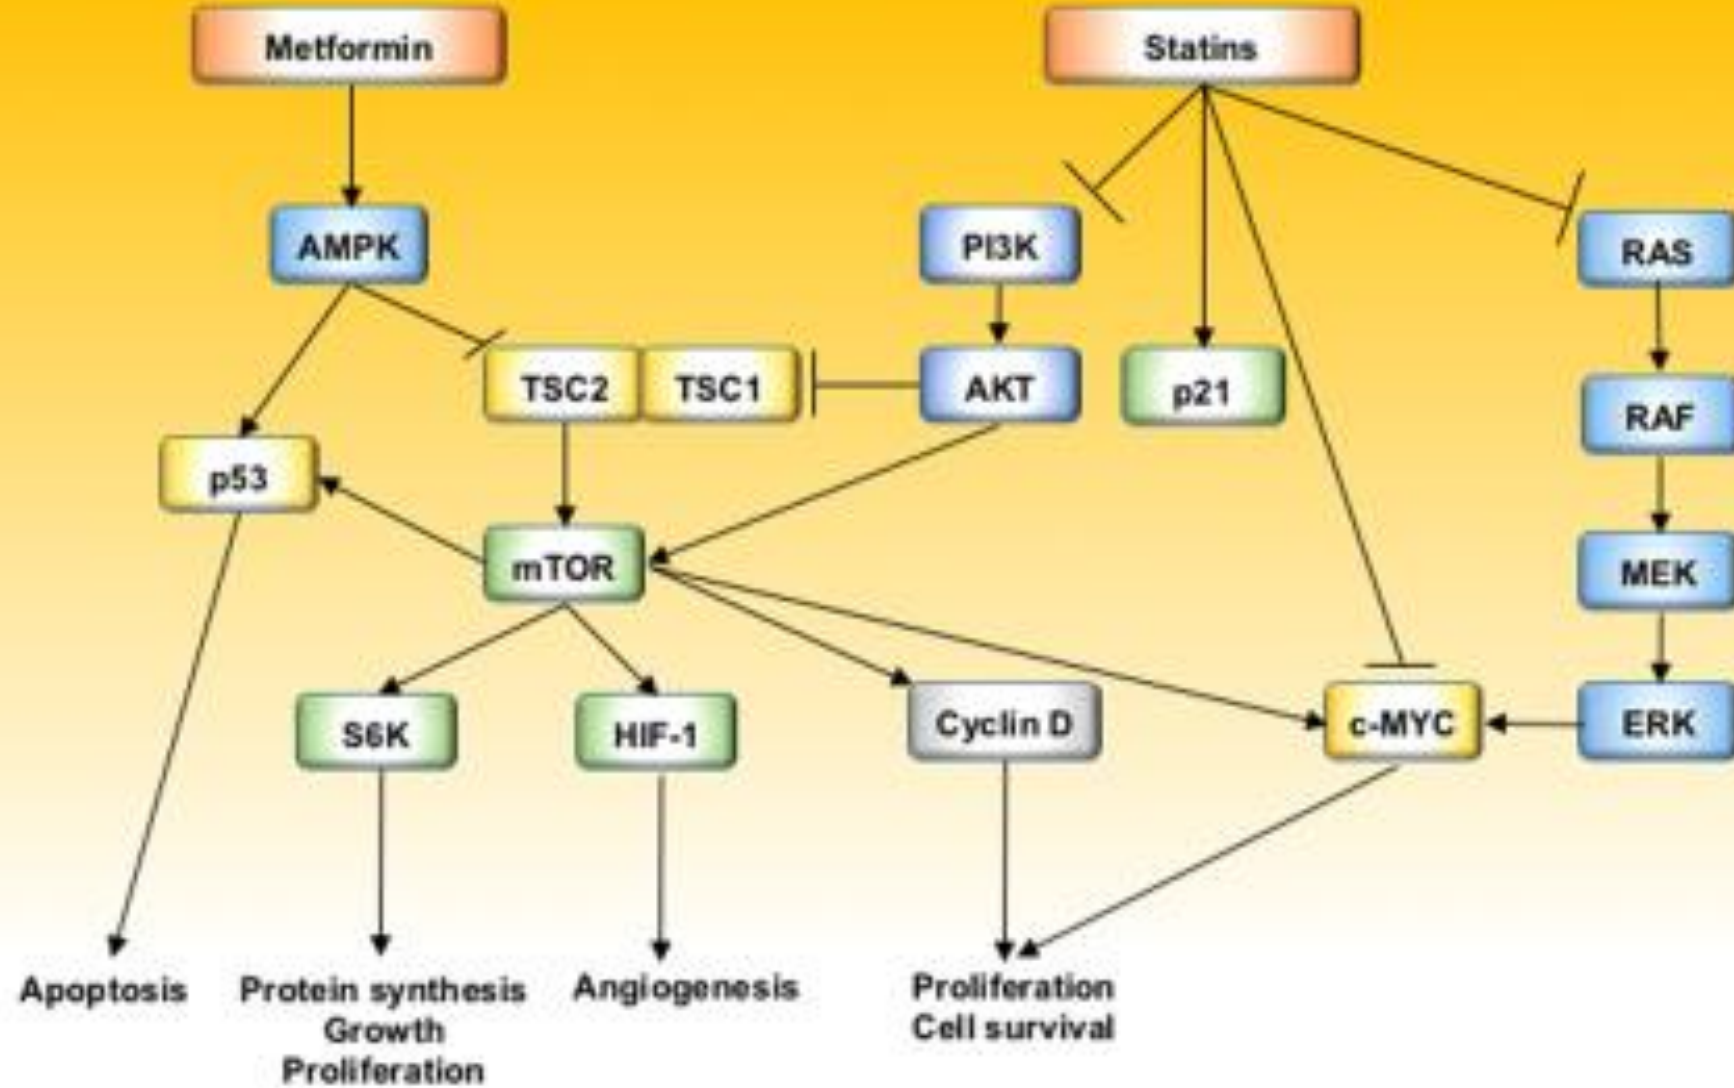 Metformin
Statins
AMPK
PI3K
RAS
TSC2
TSC1
AKT
p21
RAF
p53
mTOR
MEK
S6K
HIF-1
Cyclin D
c-MYC
ERK
Apoptosis
Protein synthesis
Growth
Proliferation
Angiogenesis
Proliferation
Cell survival